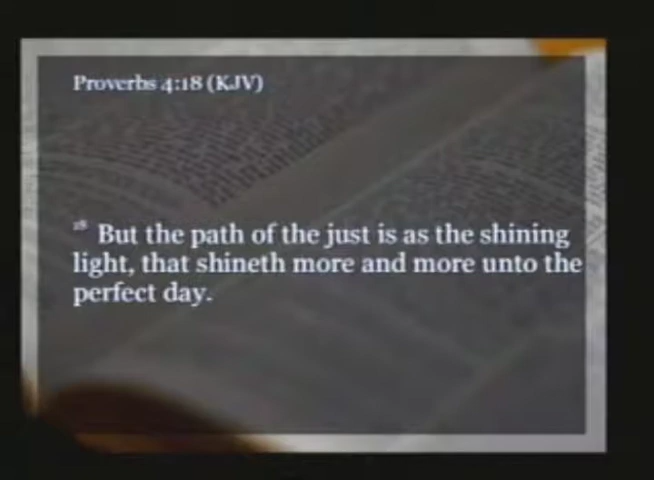 Proverbs 4:18 (KJV)
18 But the path of the just is as the shining
light, that shineth more and more unto the
perfect day.